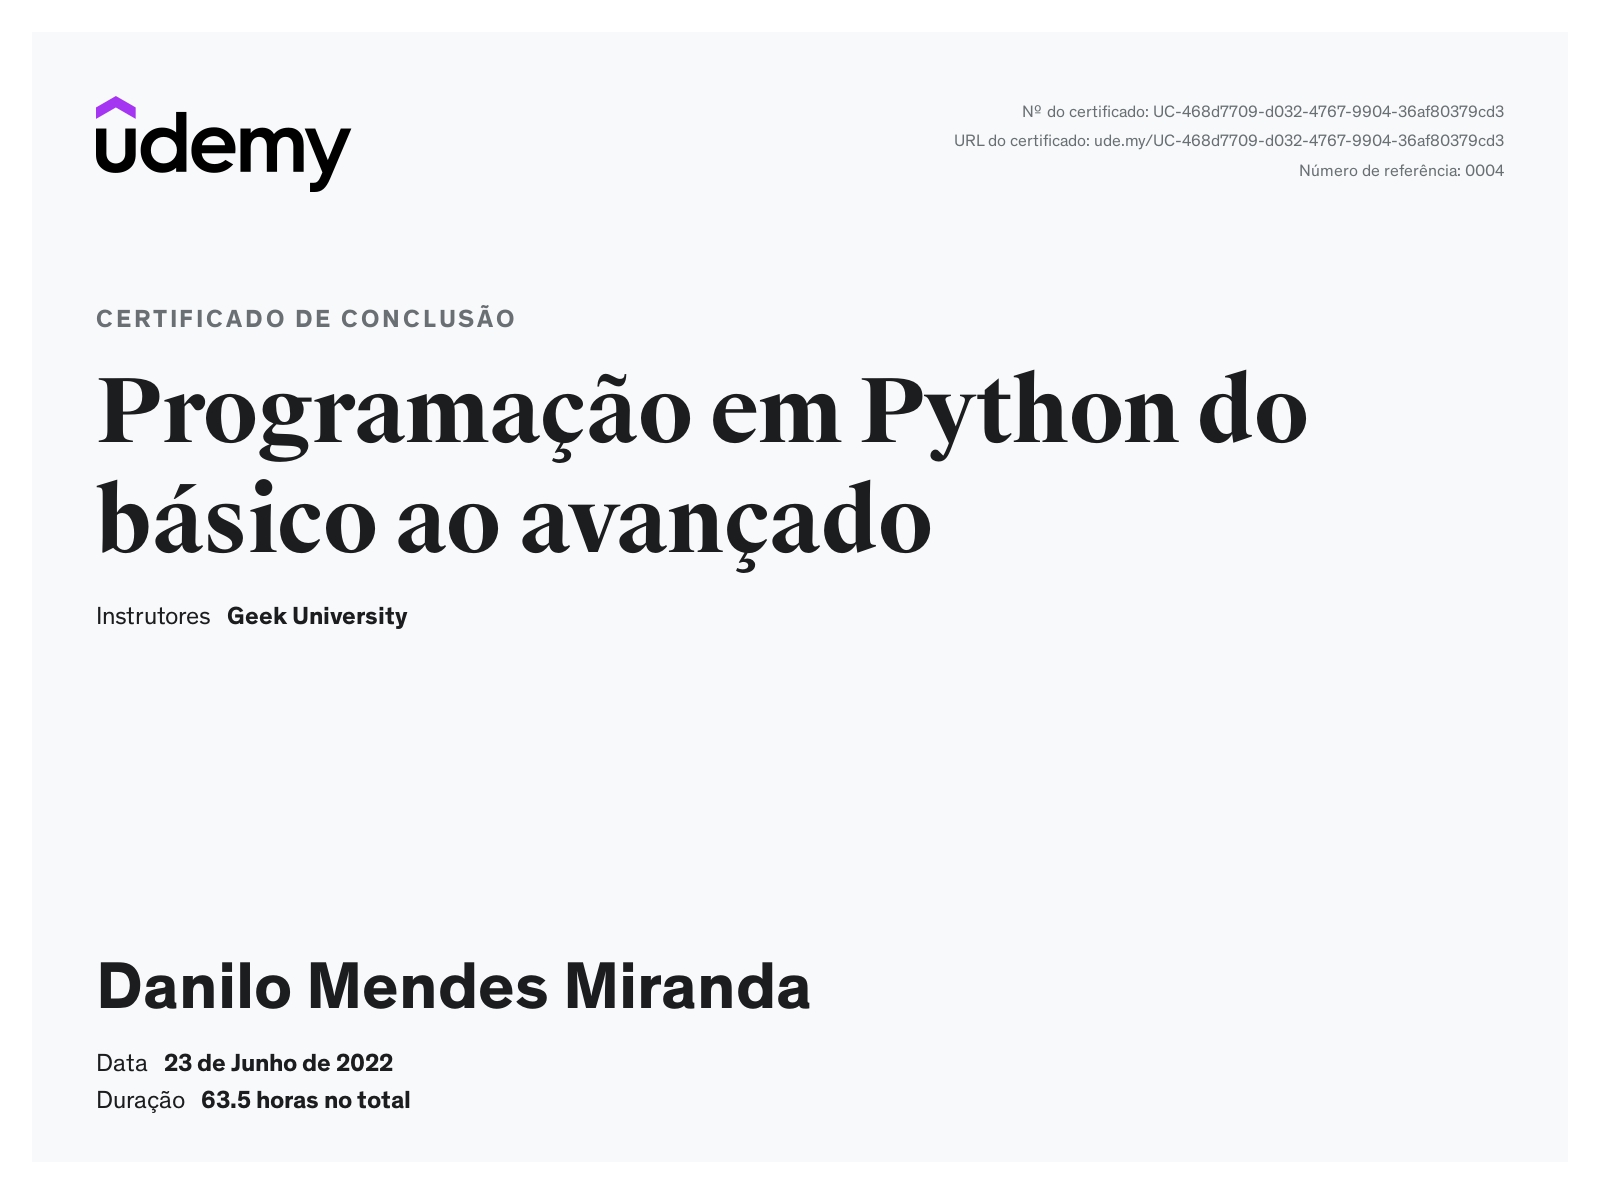 udemy
Nº do certificado: UC-468d7709-d032-4767-9904-36af80379cd3
URL do certificado: ude.my/UC-468d7709-d032-4767-9904-36af80379cd3
Número de referência: 0004
CERTIFICADO DE CONCLUSÃO
Programação em Python do
básico ao avançado
Instrutores Geek University
Danilo Mendes Miranda
Data 23 de Junho de 2022
Duração 63.5 horas no total